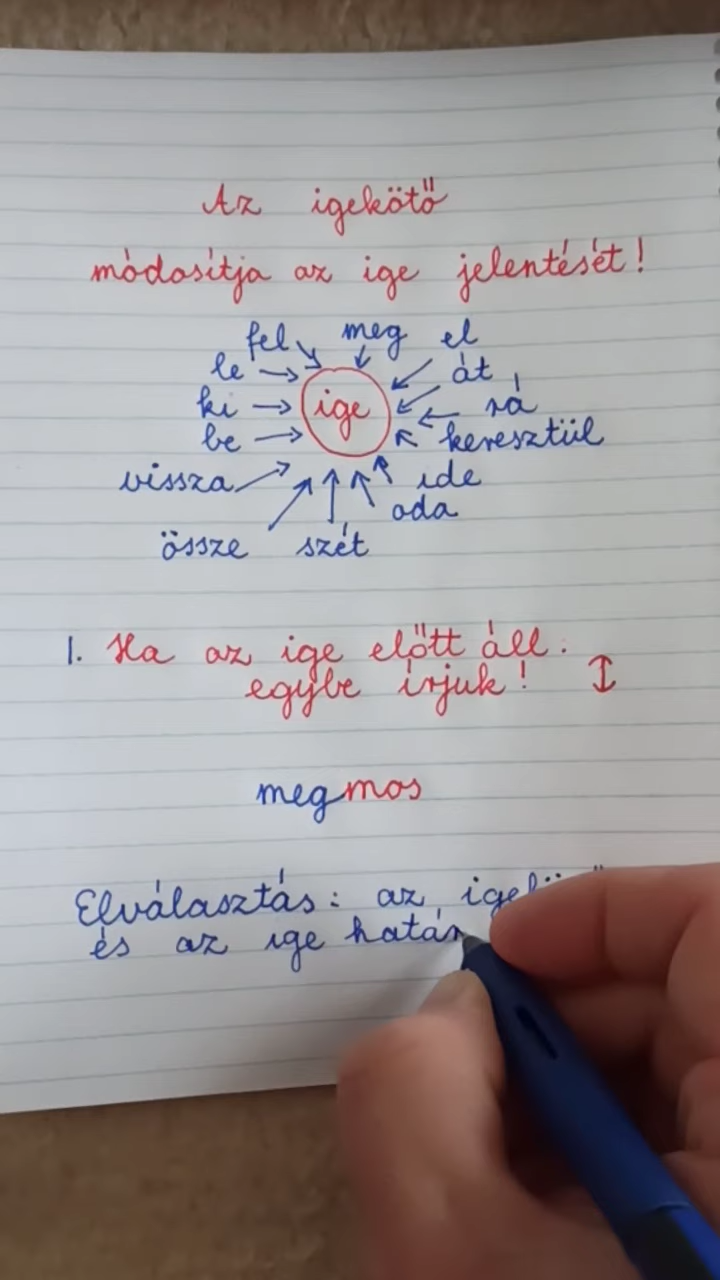 Az igekötő
módosítja az ige jelentését!
fel meg el
le át
ki ige rá
be keresztül
vissza ide
oda
össze szét
1. Ha az ige előtt áll:
egybe írjuk!
megmos
Elválasztás: az
és az ige határ